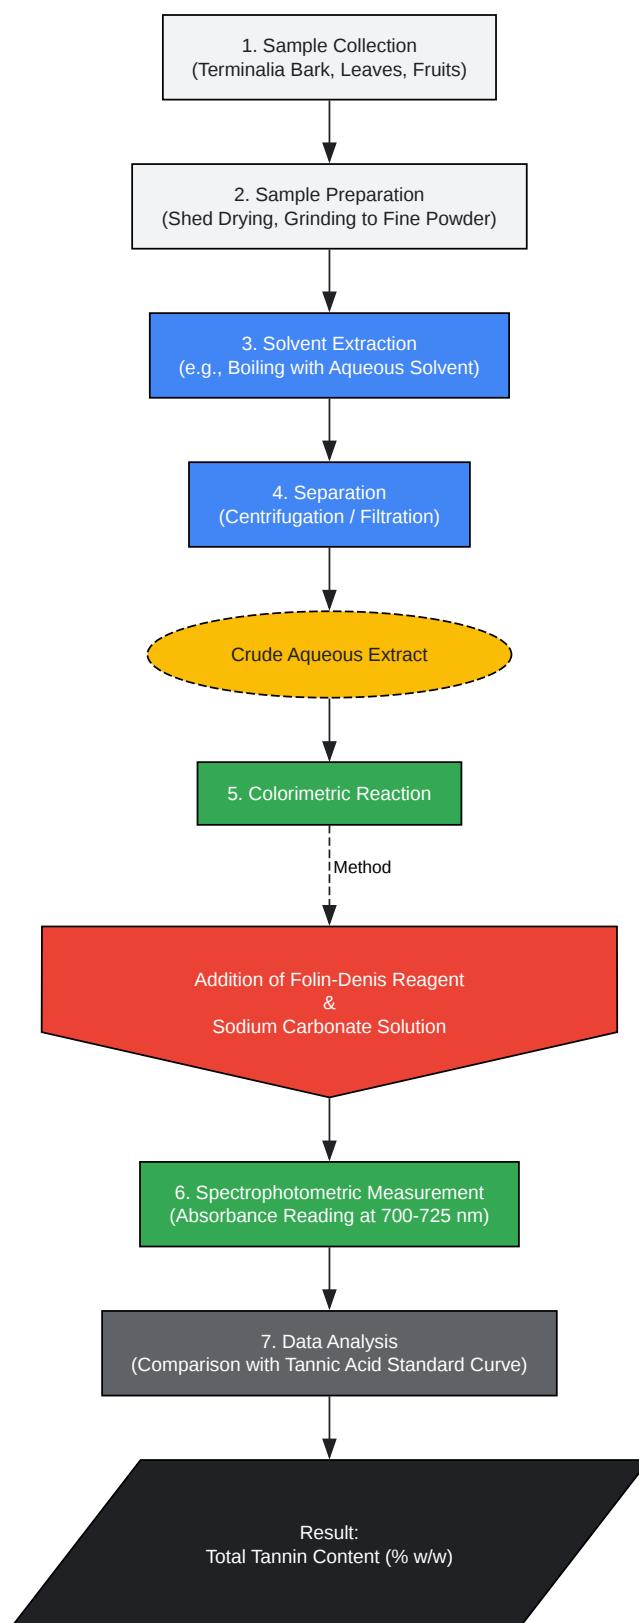 1. Sample Collection
(Terminalia Bark, Leaves, Fruits)
2. Sample Preparation
(Shed Drying, Grinding to Fine Powder)
3. Solvent Extraction
(e.g., Boiling with Aqueous Solvent)
4. Separation
(Centrifugation / Filtration)
Crude Aqueous Extract
5. Colorimetric Reaction
Method
Addition of Folin-Denis Reagent
&
Sodium Carbonate Solution
6. Spectrophotometric Measurement
(Absorbance Reading at 700-725 nm)
7. Data Analysis
(Comparison with Tannic Acid Standard Curve)
Result:
Total Tannin Content (% w/w)